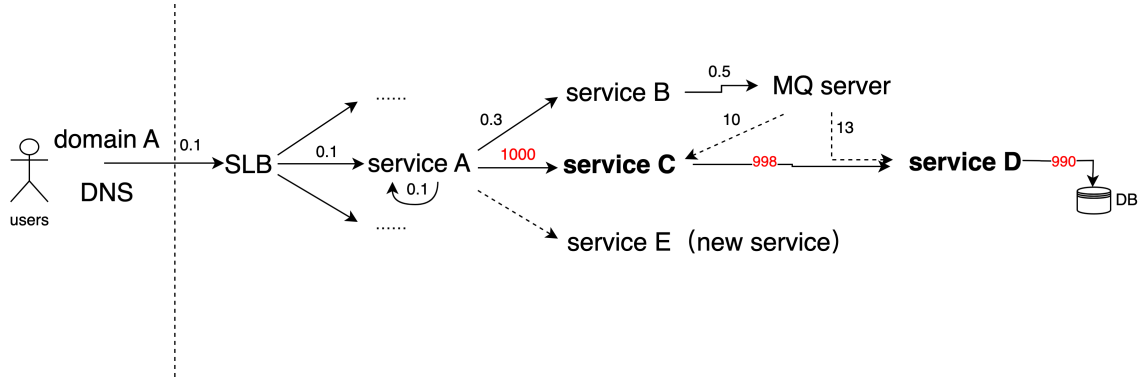 users
domain A
DNS
0.1
SLB
0.1
......
......
service A
0.1
0.3
1000
service B
0.5
MQ server
10
13
service C
998
service D
990
DB
service E（new service）